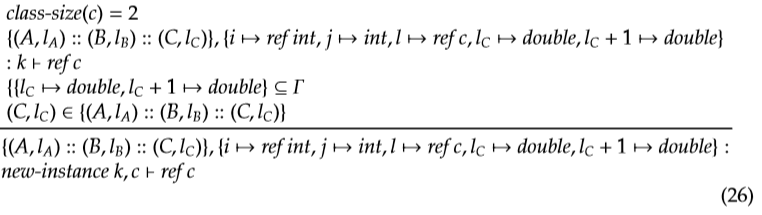 class-size(c) = 2
{(A, l_A) :: (B, l_B) :: (C, l_C)}, {i ↦ ref int, j ↦ int, l ↦ ref c, l_C ↦ double, l_C + 1 ↦ double}
: k ⊢ ref c
{{l_C ↦ double, l_C + 1 ↦ double} ⊆ Γ
(C, l_C) ∈ {(A, l_A) :: (B, l_B) :: (C, l_C)}
{(A, l_A) :: (B, l_B) :: (C, l_C)}, {i ↦ ref int, j ↦ int, l ↦ ref c, l_C ↦ double, l_C + 1 ↦ double} :
new-instance k, c ⊢ ref c
(26)